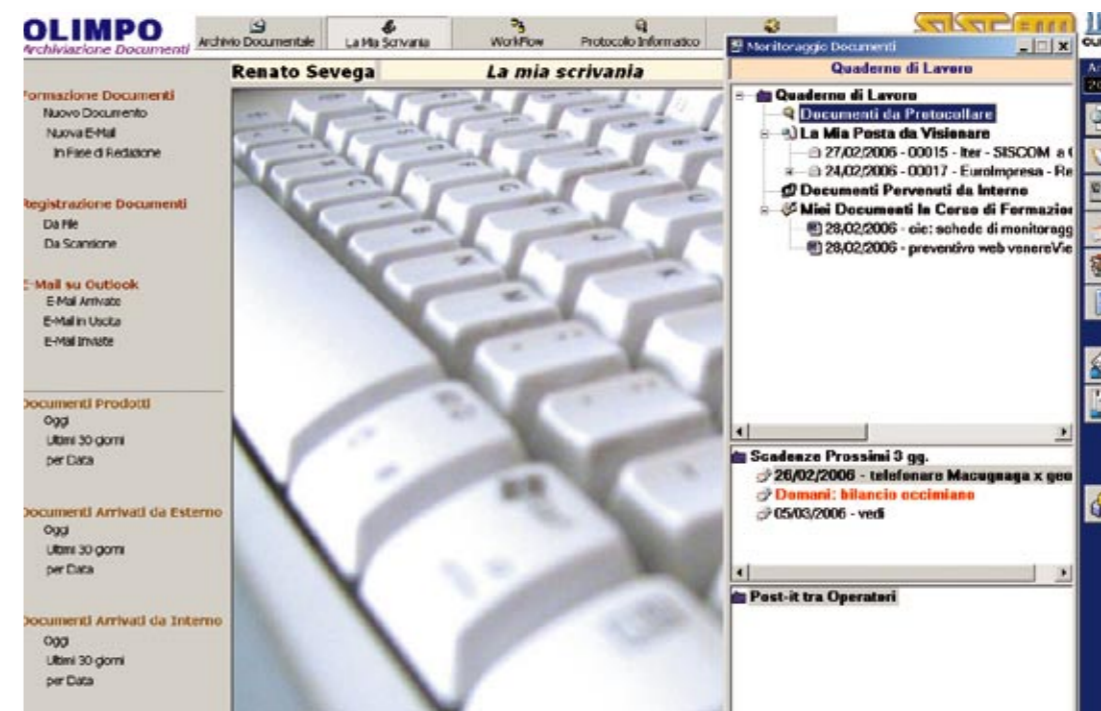 OLIMPO
Archiviazione Documenti
Archivio Documentale
La Mia Scrivania
WorkFlow
Protocollo Informatico
Renato Sevega
La mia scrivania
Formazione Documenti
Nuovo Documento
Nuova E-Mail
In Fase di Redazione
Registrazione Documenti
Da File
Da Scansione
E-Mail su Outlook
E-Mail Arrivate
E-Mail in Uscita
E-Mail Inviate
Documenti Prodotti
Oggi
Ultimi 30 giorni
per Data
Documenti Arrivati da Esterno
Oggi
Ultimi 30 giorni
per Data
Documenti Arrivati da Interno
Oggi
Ultimi 30 giorni
per Data
Monitoraggio Documenti
Quaderno di Lavoro
Quaderno di Lavoro
Documenti da Protocollare
La Mia Posta da Visionare
27/02/2006 - 00015 - Iter - SISCOM a
24/02/2006 - 00017 - EuroImpresa - Re
Documenti Pervenuti da Interno
Miei Documenti In Corso di Formazion
28/02/2006 - cic: schede di monitoragg
28/02/2006 - preventivo web venereVie
Scadenze Prossimi 3 gg.
26/02/2006 - telefonare Macugnaga x geo
Domani: bilancio occimiano
05/03/2006 - vedi
Post-it tra Operatori